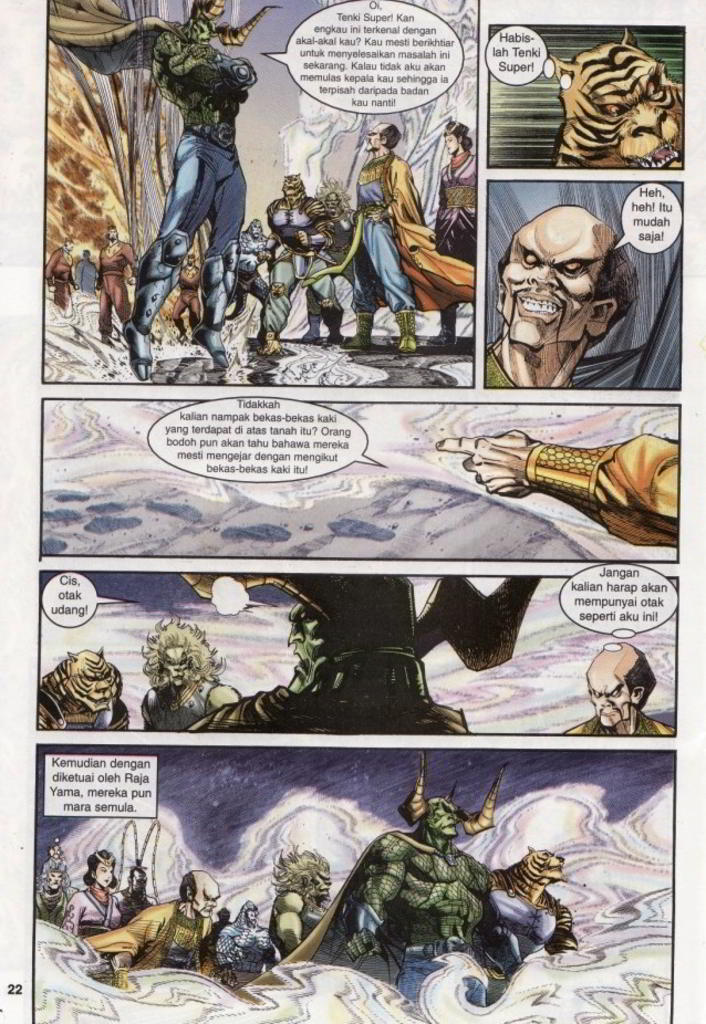 Oi,
Tenki Super! Kan
engkau ini terkenal dengan
akal-akal kau? Kau mesti berikhtiar
untuk menyelesaikan masalah ini
sekarang. Kalau tidak aku akan
memulas kepala kau sehingga ia
terpisah daripada badan
kau nanti!
Habis-
lah Tenki
Super!
Heh,
heh! Itu
mudah
saja!
Tidakkah
kalian nampak bekas-bekas kaki
yang terdapat di atas tanah itu? Orang
bodoh pun akan tahu bahawa mereka
mesti mengejar dengan mengikut
bekas-bekas kaki itu!
Cis,
otak
udang!
Jangan
kalian harap akan
mempunyai otak
seperti aku ini!
Kemudian dengan
diketuai oleh Raja
Yama, mereka pun
mara semula.
22